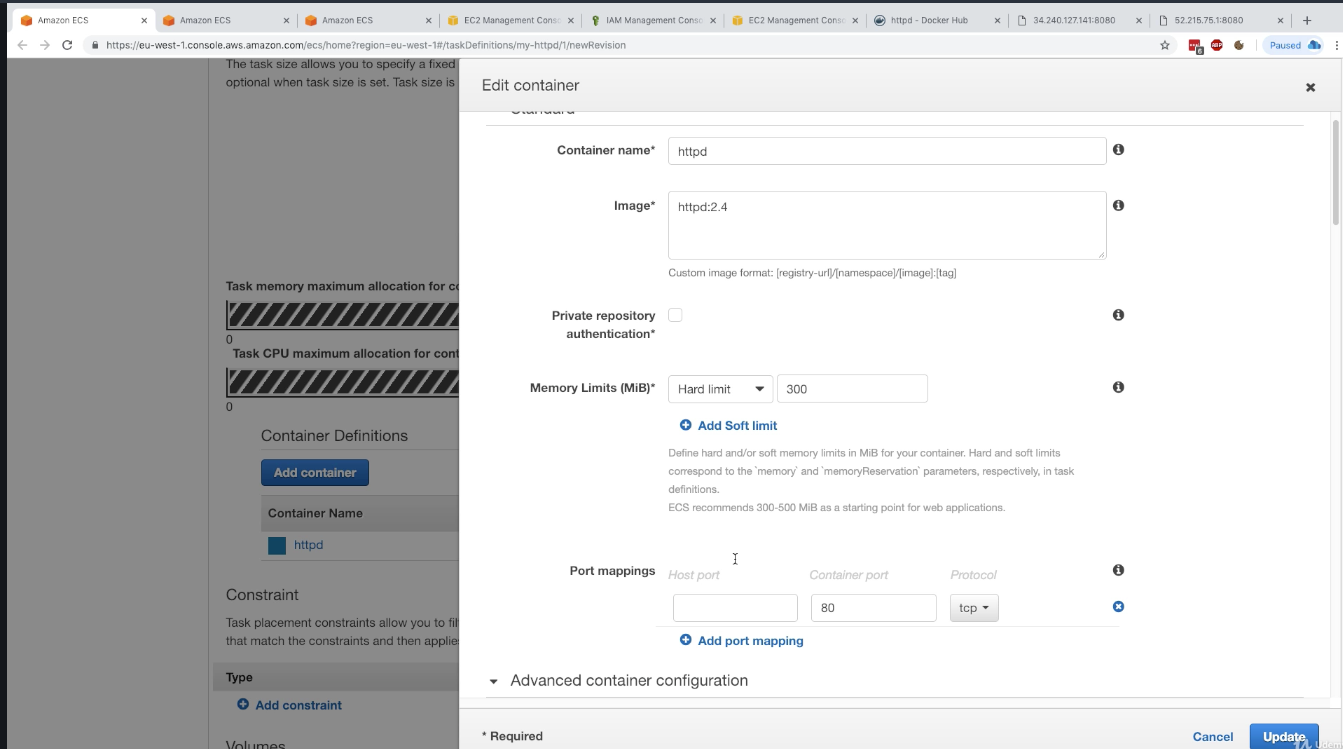 Amazon ECS
Amazon ECS
Amazon ECS
EC2 Management Conso
IAM Management Conso
EC2 Management Conso
httpd - Docker Hub
34.240.127.141:8080
52.215.75.1:8080
https://eu-west-1.console.aws.amazon.com/ecs/home?region=eu-west-1#/taskDefinitions/my-httpd/1/newRevision
ABP
Paused
The task size allows you to specify a fixed
optional when task size is set. Task size is
Task memory maximum allocation for co
0
Task CPU maximum allocation for cont
0
Container Definitions
Add container
Container Name
httpd
Constraint
Task placement constraints allow you to fil
that match the constraints and then applie
Type
Add constraint
Volumes
Edit container
Standard
Container name*
httpd
Image*
httpd:2.4
Custom image format: [registry-url]/[namespace]/[image]:[tag]
Private repository
authentication*
Memory Limits (MiB)*
Hard limit
300
Add Soft limit
Define hard and/or soft memory limits in MiB for your container. Hard and soft limits
correspond to the `memory` and `memoryReservation` parameters, respectively, in task
definitions.
ECS recommends 300-500 MiB as a starting point for web applications.
Port mappings
Host port
Container port
Protocol
80
tcp
Add port mapping
Advanced container configuration
* Required
Cancel
Update